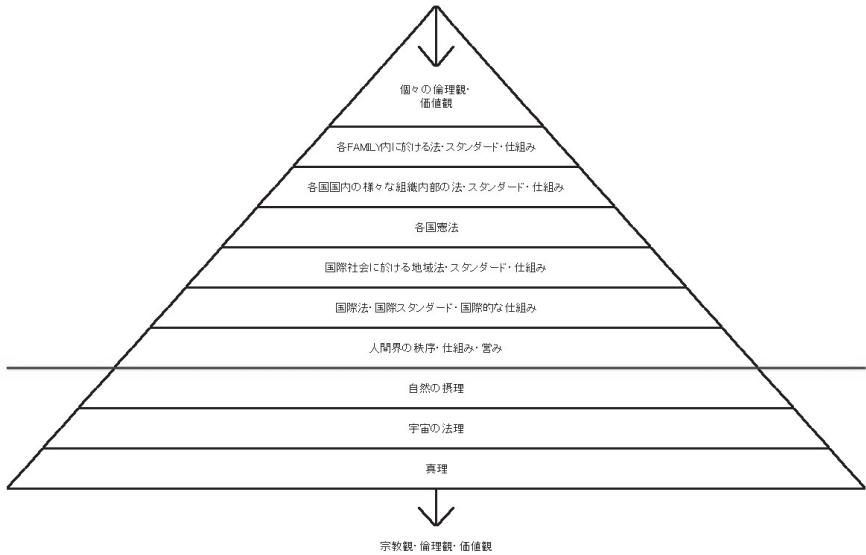 個々の倫理観・
価値観
各FAMILY内に於ける法・スタンダード・仕組み
各国国内の様々な組織内部の法・スタンダード・仕組み
各国憲法
国際社会に於ける地域法・スタンダード・仕組み
国際法・国際スタンダード・国際的な仕組み
人間界の秩序・仕組み・営み
自然の摂理
宇宙の法理
真理
宗教観・倫理観・価値観